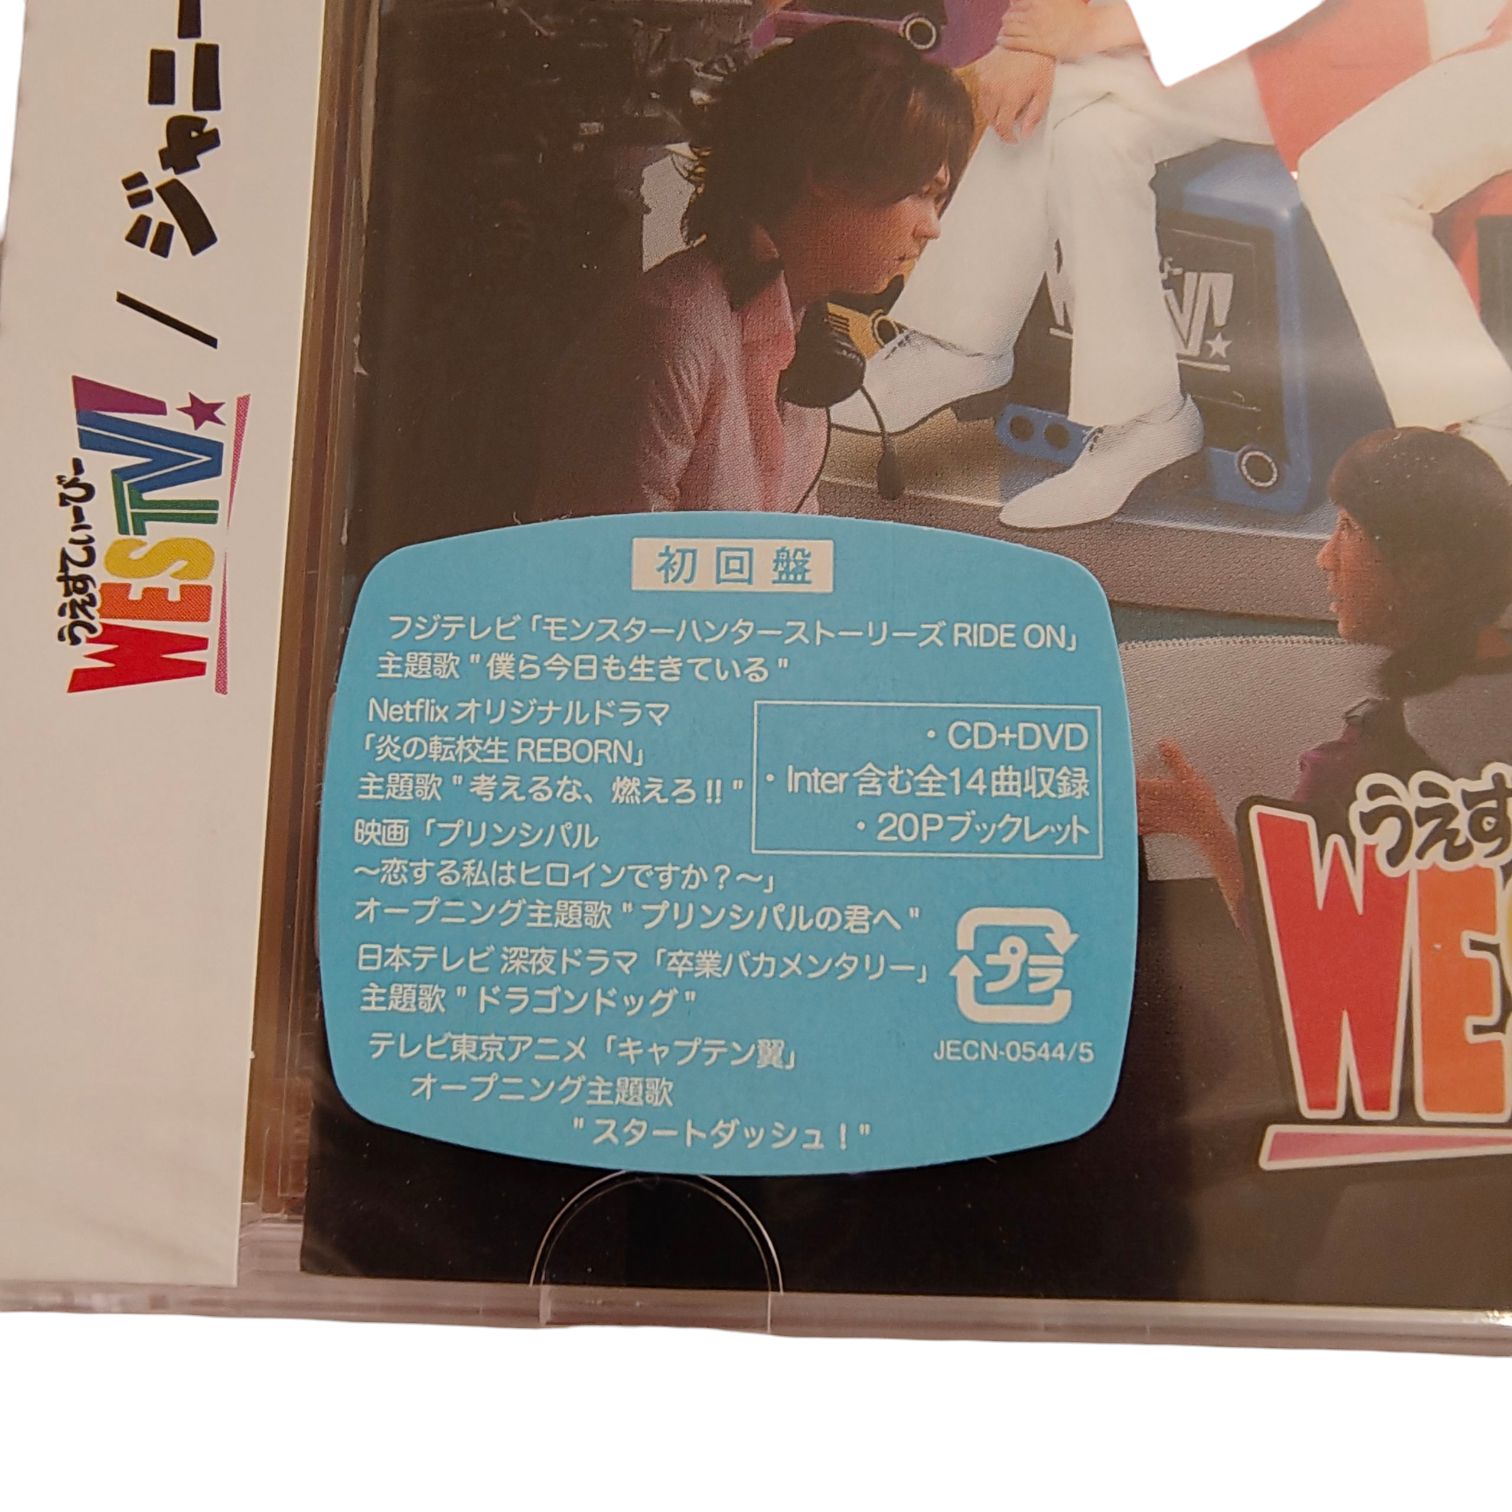 ジャニー
/
うえすてぃーびー
WESTV!
WESTV!
初回盤
フジテレビ「モンスターハンターストーリーズ RIDE ON」
主題歌 "僕ら今日も生きている"
Netflix オリジナルドラマ
「炎の転校生 REBORN」
主題歌 "考えるな、燃えろ!!"
・CD+DVD
・Inter含む全14曲収録
・20Pブックレット
映画「プリンシパル
～恋する私はヒロインですか？～」
オープニング主題歌 "プリンシパルの君へ"
日本テレビ 深夜ドラマ「卒業バカメンタリー」
主題歌 "ドラゴンドッグ"
テレビ東京アニメ「キャプテン翼」
オープニング主題歌
"スタートダッシュ！"
プラ
JECN-0544/5
うえす
WE